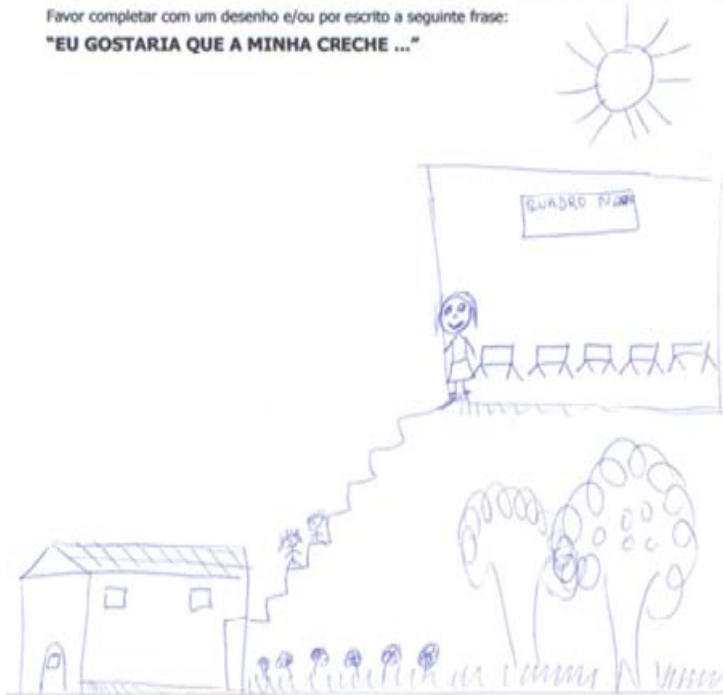 Favor completar com um desenho e/ou por escrito a seguinte frase:
"EU GOSTARIA QUE A MINHA CRECHE ..."
QUADRO